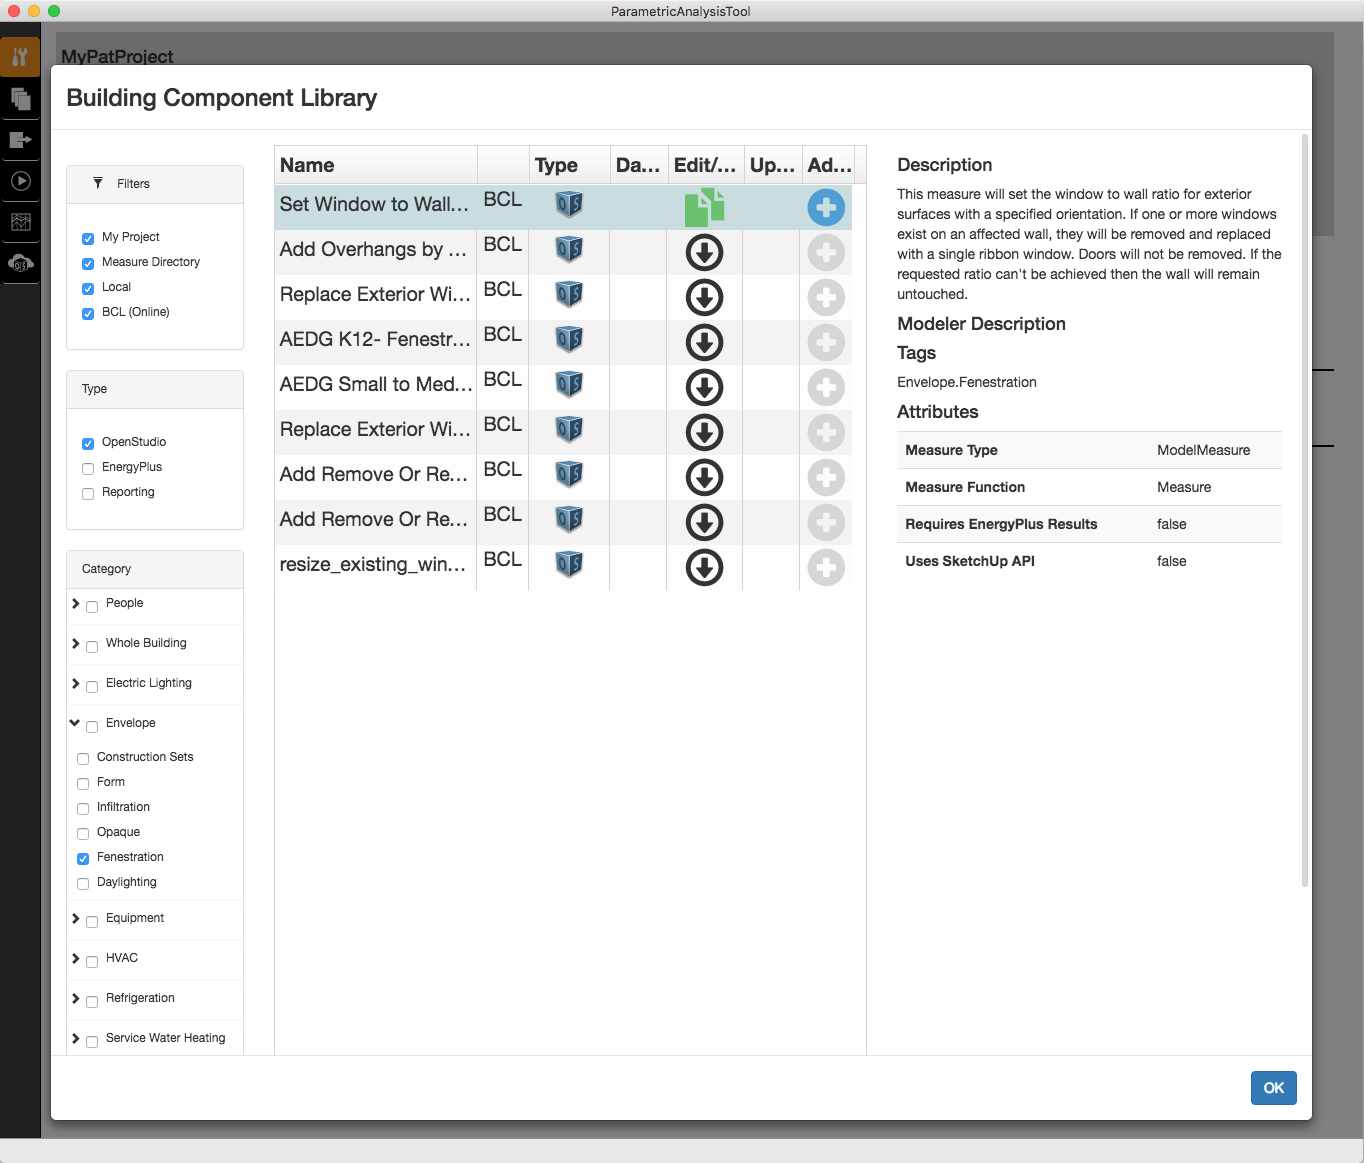 ParametricAnalysisTool
MyPatProject
Building Component Library
Filters
My Project
Measure Directory
Local
BCL (Online)
Type
OpenStudio
EnergyPlus
Reporting
Category
People
Whole Building
Electric Lighting
Envelope
Construction Sets
Form
Infiltration
Opaque
Fenestration
Daylighting
Equipment
HVAC
Refrigeration
Service Water Heating
Name Type Da... Edit/... Up... Ad...
Set Window to Wall... BCL
Add Overhangs by ... BCL
Replace Exterior Wi... BCL
AEDG K12- Fenestr... BCL
AEDG Small to Med... BCL
Replace Exterior Wi... BCL
Add Remove Or Re... BCL
Add Remove Or Re... BCL
resize_existing_win... BCL
Description
This measure will set the window to wall ratio for exterior
surfaces with a specified orientation. If one or more windows
exist on an affected wall, they will be removed and replaced
with a single ribbon window. Doors will not be removed. If the
requested ratio can't be achieved then the wall will remain
untouched.
Modeler Description
Tags
Envelope.Fenestration
Attributes
Measure Type ModelMeasure
Measure Function Measure
Requires EnergyPlus Results false
Uses SketchUp API false
OK